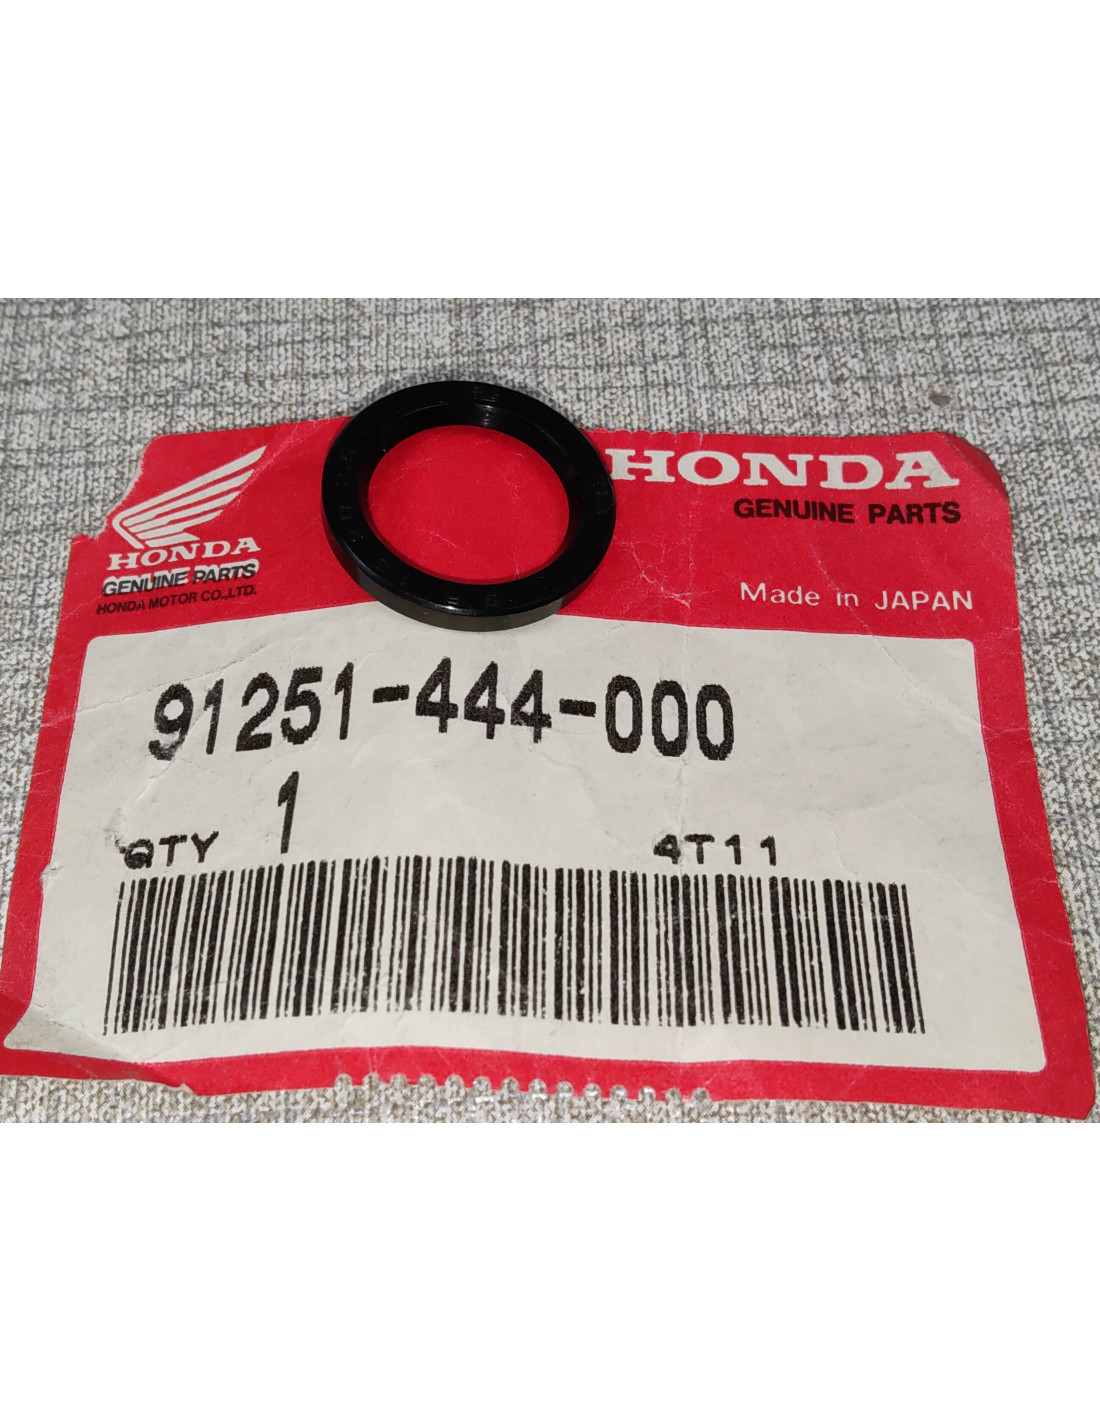 HONDA
GENUINE PARTS
HONDA MOTOR CO.,LTD.
HONDA
GENUINE PARTS
Made in JAPAN
91251-444-000
QTY 1
4T11